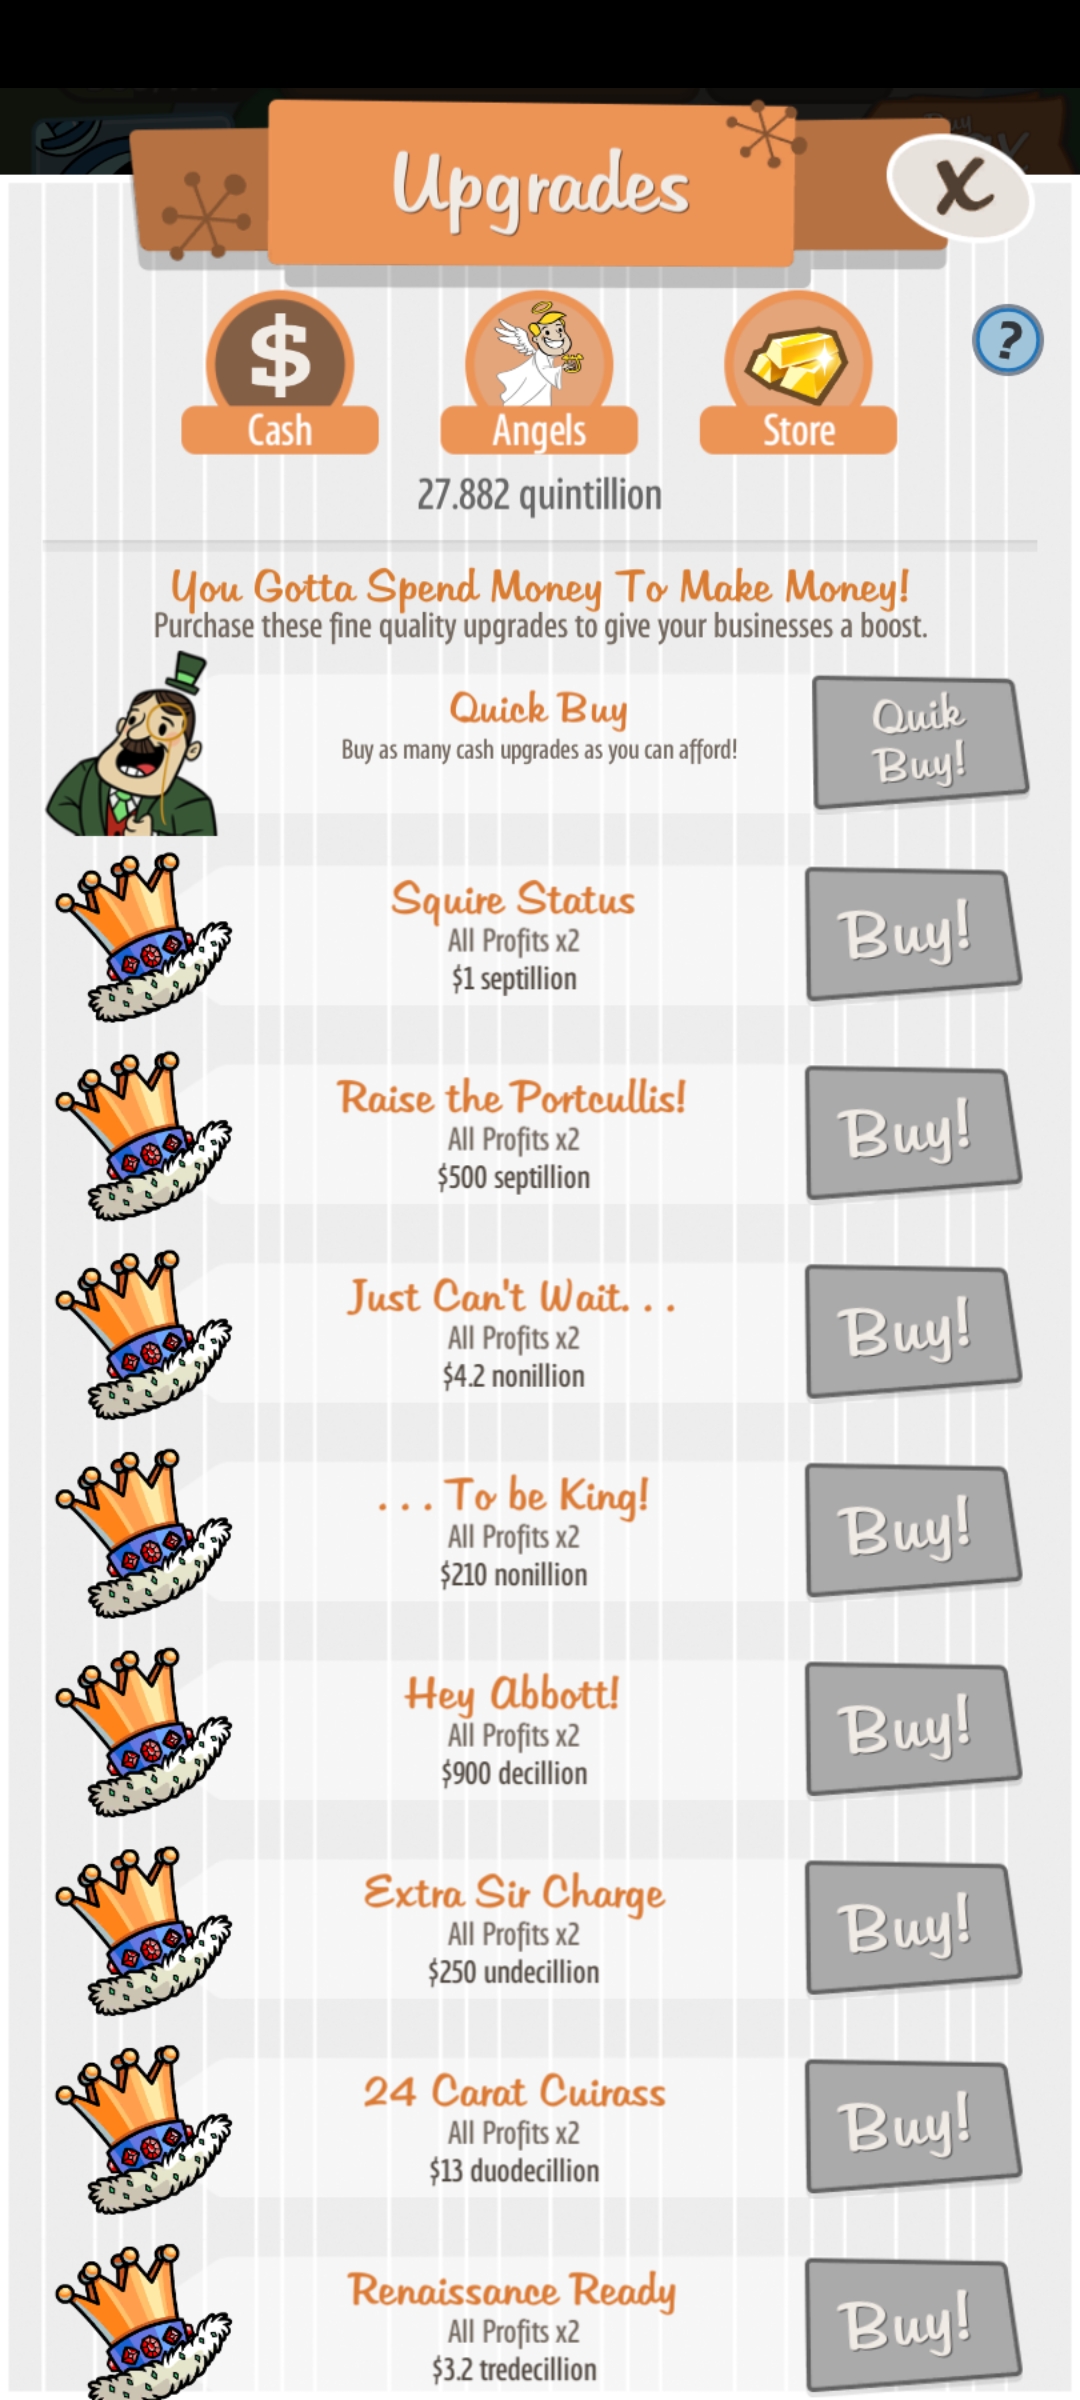 Upgrades
X
$
?
Cash
Angels
Store
27.882 quintillion
You Gotta Spend Money To Make Money!
Purchase these fine quality upgrades to give your businesses a boost.
Quick Buy
Buy as many cash upgrades as you can afford!
Quik
Buy!
Squire Status
All Profits x2
$1 septillion
Buy!
Raise the Portcullis!
All Profits x2
$500 septillion
Buy!
Just Can't Wait. . .
All Profits x2
$4.2 nonillion
Buy!
. . . To be King!
All Profits x2
$210 nonillion
Buy!
Hey Abbott!
All Profits x2
$900 decillion
Buy!
Extra Sir Charge
All Profits x2
$250 undecillion
Buy!
24 Carat Cuirass
All Profits x2
$13 duodecillion
Buy!
Renaissance Ready
All Profits x2
$3.2 tredecillion
Buy!